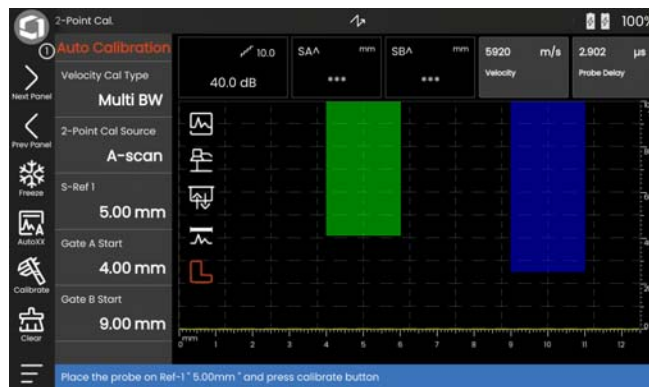 2-Point Cal.
100%
1
Auto Calibration
10.0
40.0 dB
SA^ mm
***
SB^ mm
***
5920 m/s
Velocity
2.902 µs
Probe Delay
Next Panel
Prev Panel
Freeze
AutoXX
Calibrate
Clear
Velocity Cal Type
Multi BW
2-Point Cal Source
A-scan
S-Ref 1
5.00 mm
Gate A Start
4.00 mm
Gate B Start
9.00 mm
0 mm 1 2 3 4 5 6 7 8 9 10 11 12
Place the probe on Ref-1 " 5.00mm " and press calibrate button